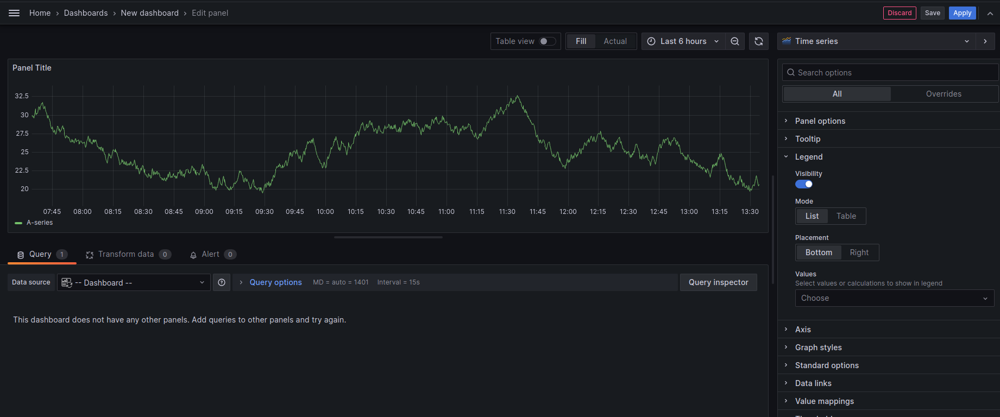 Home › Dashboards › New dashboard › Edit panel
Discard
Save
Apply
Table view
Fill
Actual
Last 6 hours
Time series
Panel Title
32.5
30
27.5
25
22.5
20
07:45 08:00 08:15 08:30 08:45 09:00 09:15 09:30 09:45 10:00 10:15 10:30 10:45 11:00 11:15 11:30 11:45 12:00 12:15 12:30 12:45 13:00 13:15 13:30
A-series
Query 1
Transform data 0
Alert 0
Data source
-- Dashboard --
Query options
MD = auto = 1401
Interval = 15s
Query inspector
This dashboard does not have any other panels. Add queries to other panels and try again.
Search options
All
Overrides
Panel options
Tooltip
Legend
Visibility
Mode
List
Table
Placement
Bottom
Right
Values
Select values or calculations to show in legend
Choose
Axis
Graph styles
Standard options
Data links
Value mappings